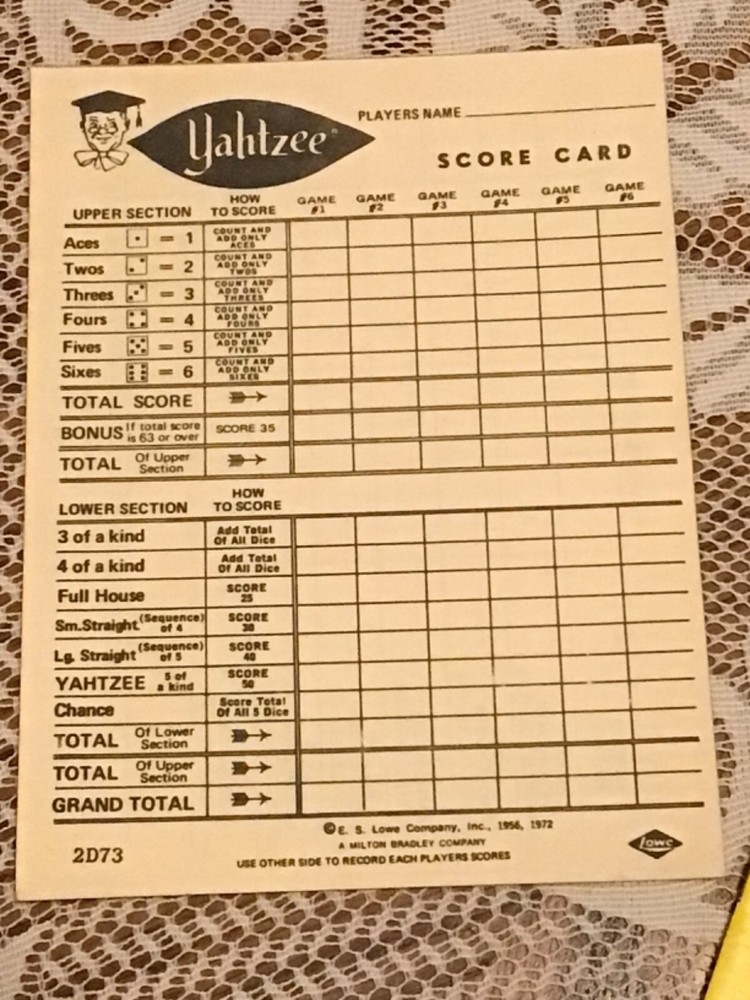 Yahtzee®
PLAYERS NAME
SCORE CARD
UPPER SECTION HOW TO SCORE GAME #1 GAME #2 GAME #3 GAME #4 GAME #5 GAME #6
Aces = 1 COUNT AND ADD ONLY ACES
Twos = 2 COUNT AND ADD ONLY TWOS
Threes = 3 COUNT AND ADD ONLY THREES
Fours = 4 COUNT AND ADD ONLY FOURS
Fives = 5 COUNT AND ADD ONLY FIVES
Sixes = 6 COUNT AND ADD ONLY SIXES
TOTAL SCORE
BONUS If total score is 63 or over SCORE 35
TOTAL Of Upper Section
LOWER SECTION HOW TO SCORE
3 of a kind Add Total Of All Dice
4 of a kind Add Total Of All Dice
Full House SCORE 25
Sm.Straight (Sequence) of 4 SCORE 30
Lg. Straight (Sequence) of 5 SCORE 40
YAHTZEE 5 of a kind SCORE 50
Chance Score Total Of All 5 Dice
TOTAL Of Lower Section
TOTAL Of Upper Section
GRAND TOTAL
© E. S. Lowe Company, Inc., 1956, 1972
A MILTON BRADLEY COMPANY
2D73
USE OTHER SIDE TO RECORD EACH PLAYERS SCORES
Lowe